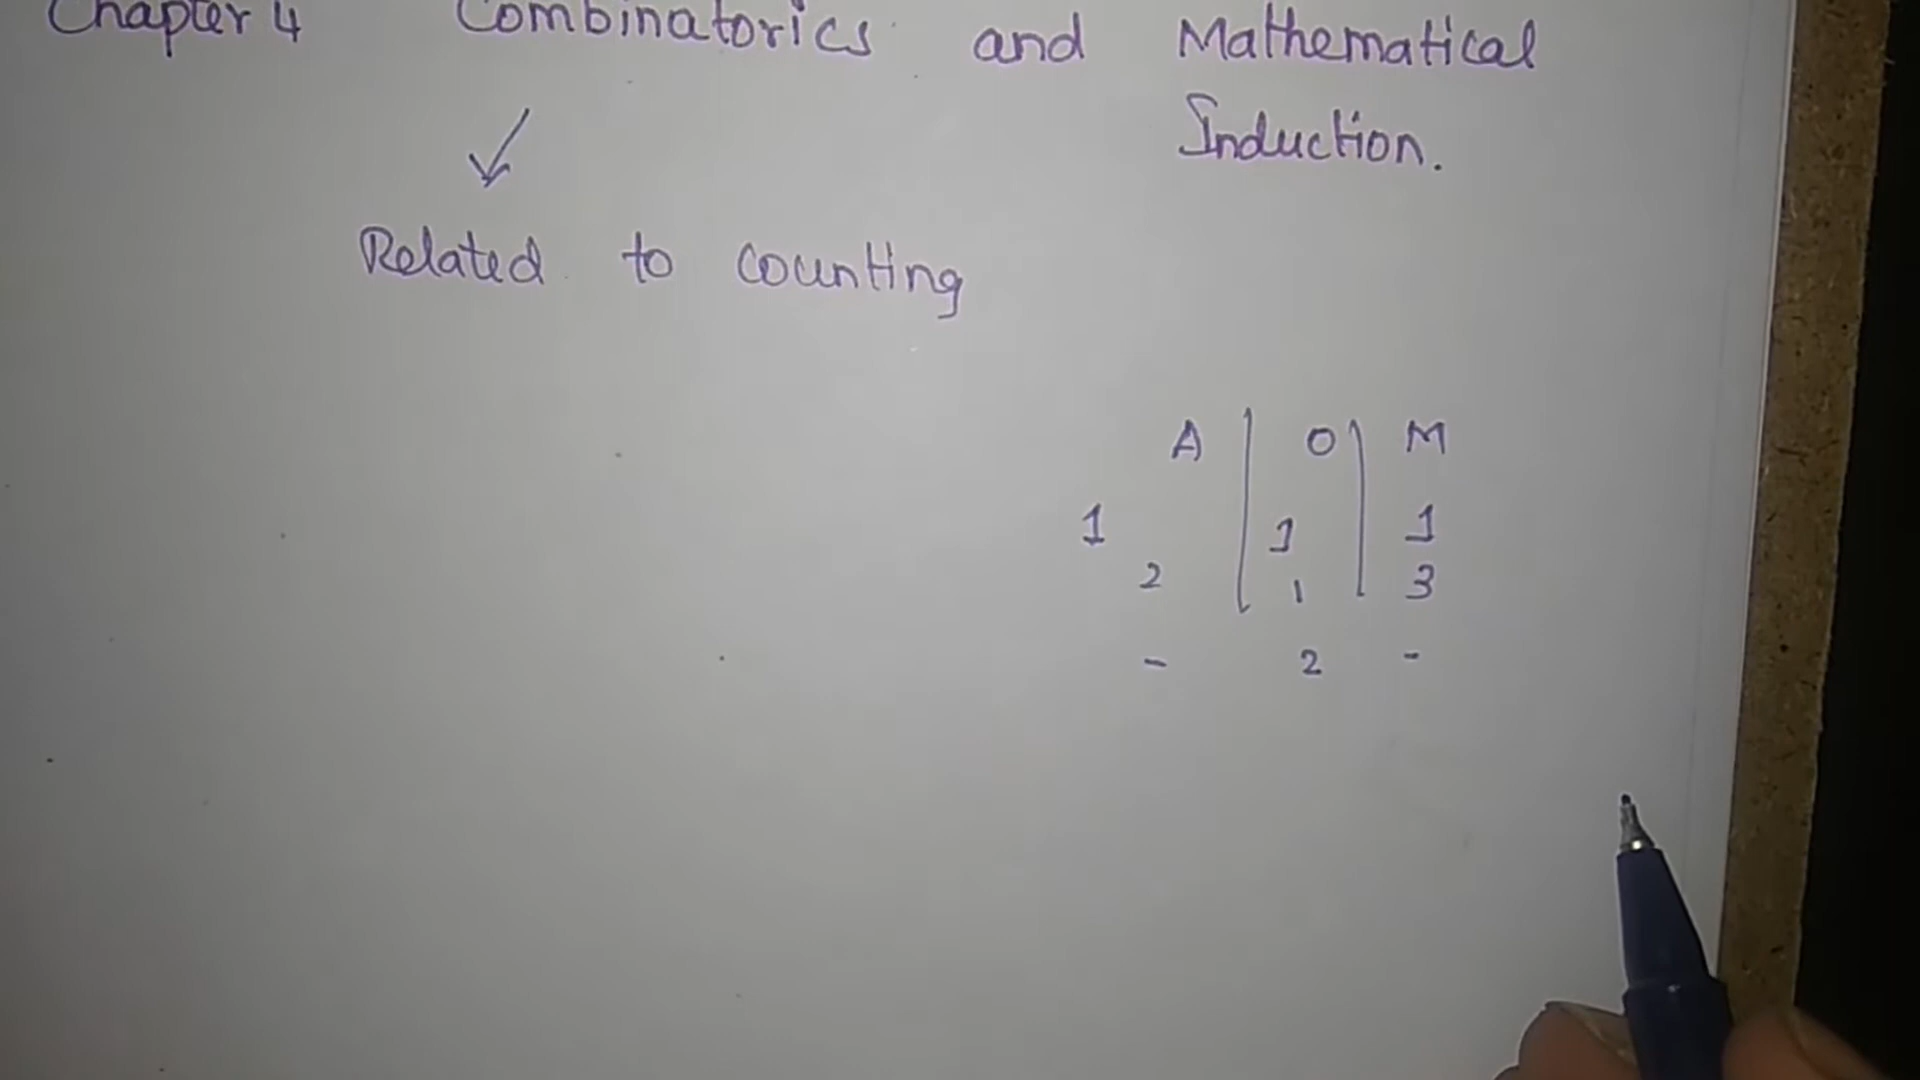 Chapter 4 Combinatorics and Mathematical
Induction.
Related to counting
A | O | M
1 | 1 | 1
2 | 1 | 3
- 2 -